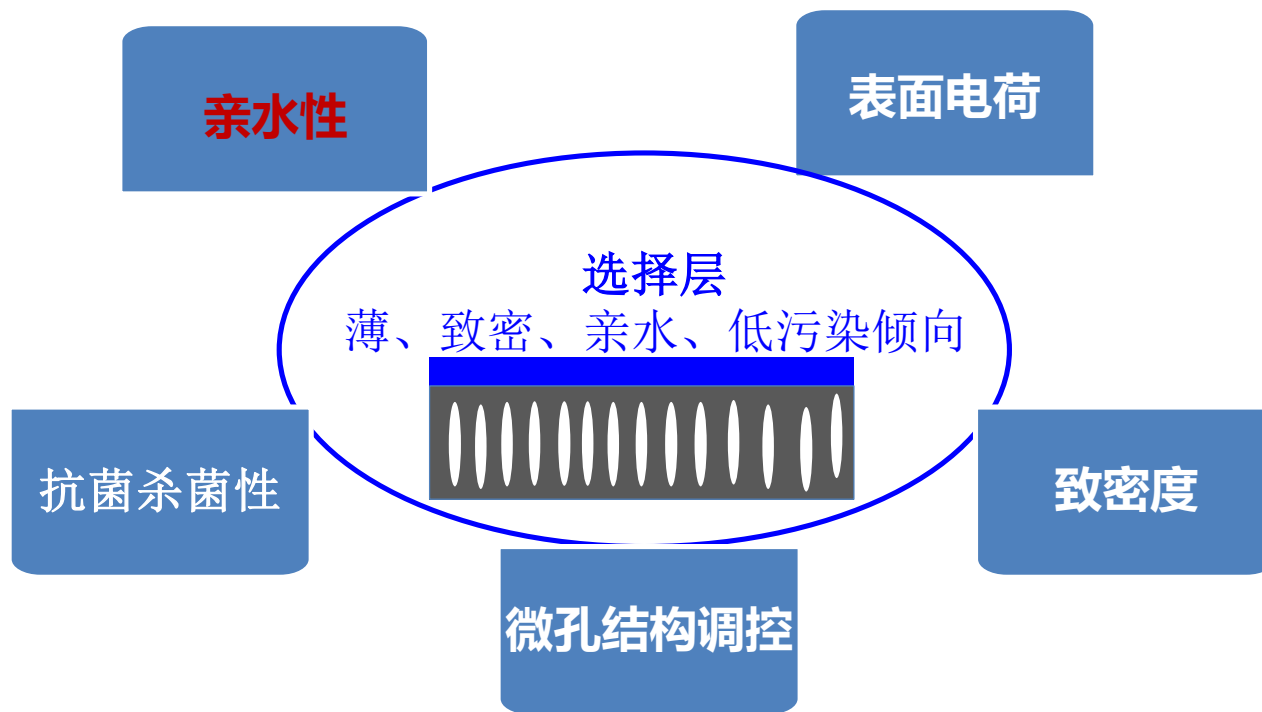 亲水性
表面电荷
选择层
薄、致密、亲水、低污染倾向
抗菌杀菌性
致密度
微孔结构调控